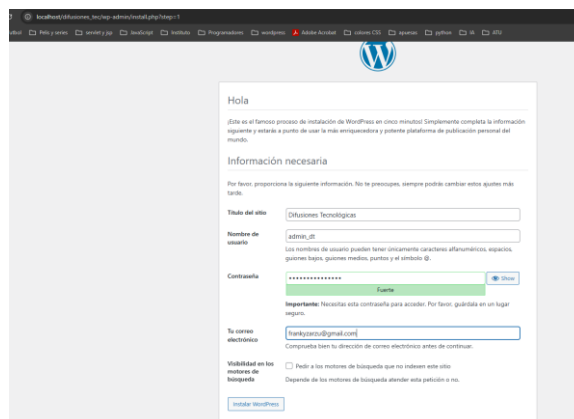 localhost/difusiones_tec/wp-admin/install.php?step=1
Pelis y series servlet y jsp JavaScript Instituto Programadores wordpress Adobe Acrobat colores CSS apuestas python IA ATU
Hola
¡Este es el famoso proceso de instalación de WordPress en cinco minutos! Simplemente completa la información
siguiente y estarás a punto de usar la más enriquecedora y potente plataforma de publicación personal del
mundo.
Información necesaria
Por favor, proporciona la siguiente información. No te preocupes, siempre podrás cambiar estos ajustes más
tarde.
Título del sitio Difusiones Tecnológicas
Nombre de admin_dt
usuario
Los nombres de usuario pueden tener únicamente caracteres alfanuméricos, espacios,
guiones bajos, guiones medios, puntos y el símbolo @.
Contraseña ••••••••••••••• Show
Fuerte
Importante: Necesitas esta contraseña para acceder. Por favor, guárdala en un lugar
seguro.
Tu correo frankyzarzu@gmail.com
electrónico
Comprueba bien tu dirección de correo electrónico antes de continuar.
Visibilidad en los Pedir a los motores de búsqueda que no indexen este sitio
motores de
búsqueda Depende de los motores de búsqueda atender esta petición o no.
Instalar WordPress